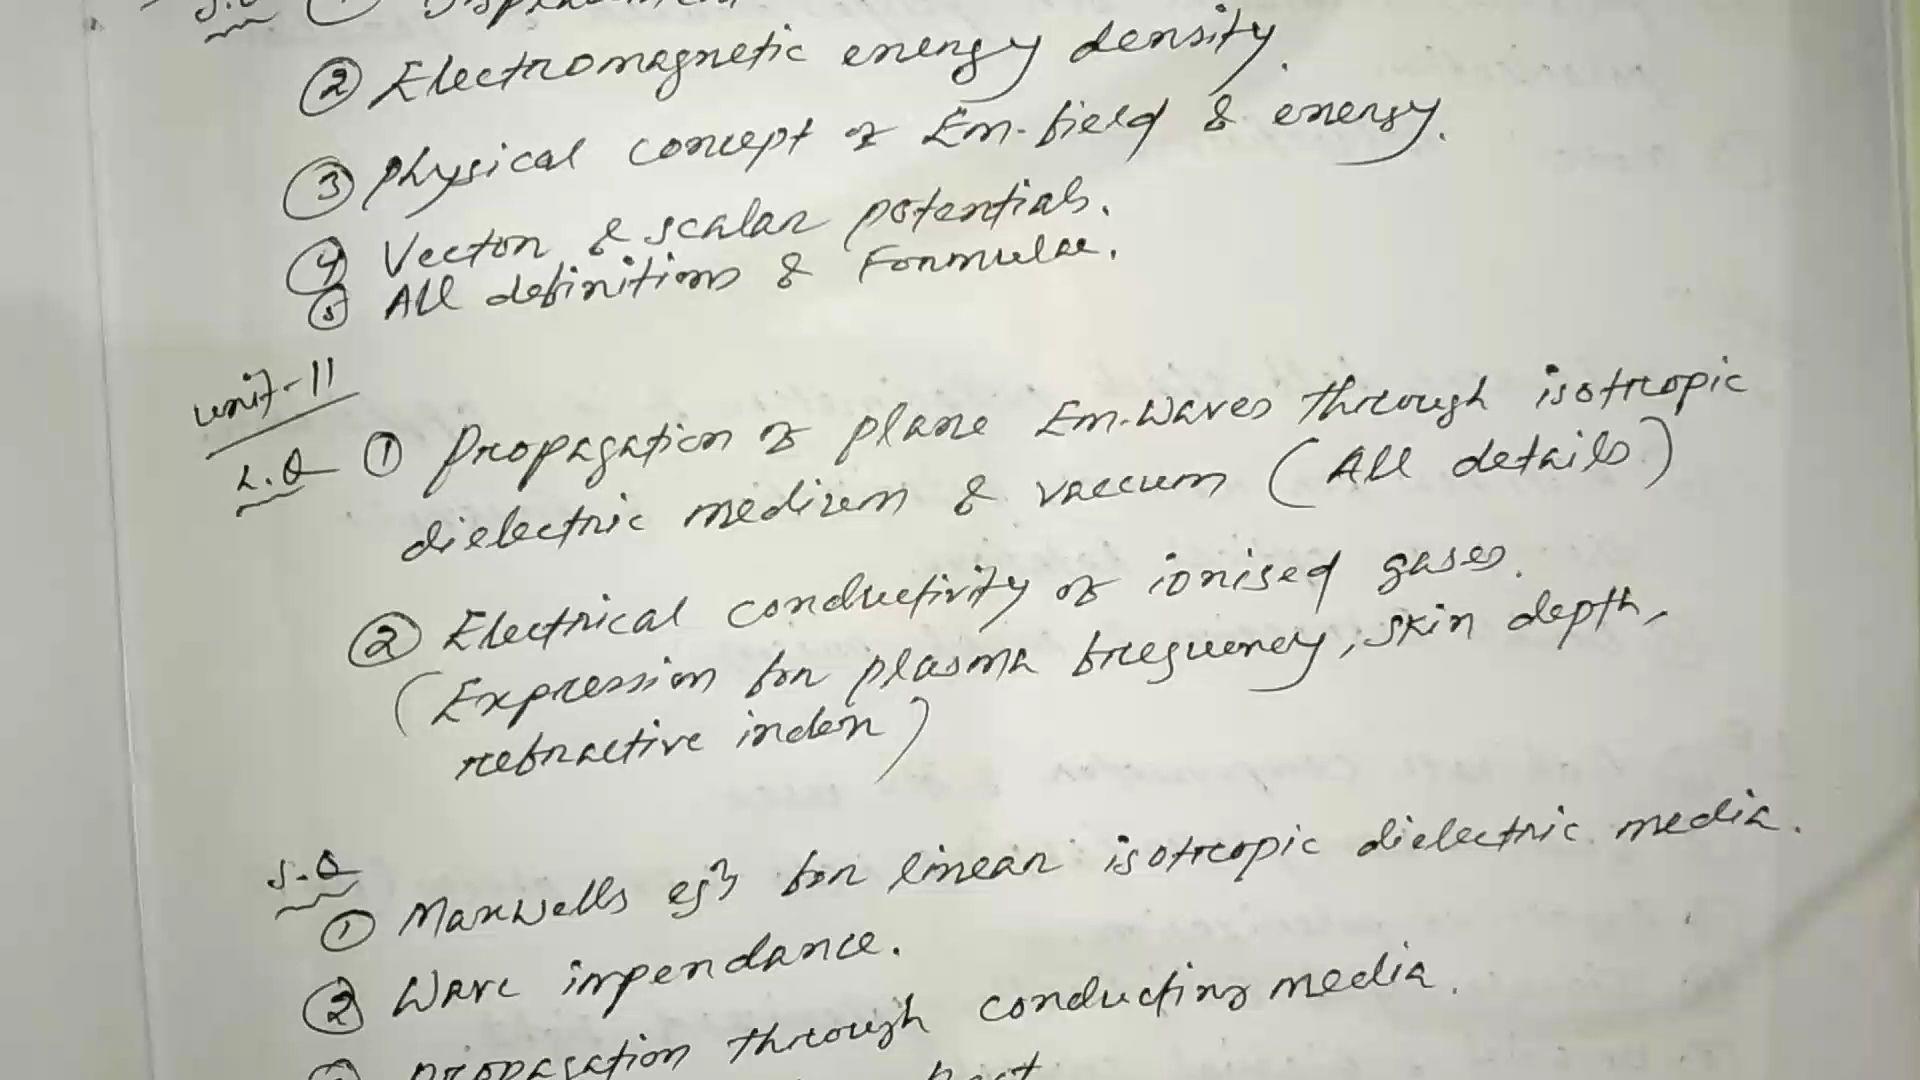 S.Q ①
② Electromagnetic energy density.
③ Physical concept of Em-field & energy.
④ Vector & scalar potentials.
⑤ All definitions & Formulae.
Unit-II
L.Q ① Propagation of plane Em-waves through isotropic
dielectric medium & vaccum (All details)
② Electrical conductivity of ionised gases.
(Expression for plasma frequency, skin depth,
refractive index)
S.Q
① Maxwells eqn for linear isotropic dielectric media.
② Wave impendance.
propagation through conducting media.